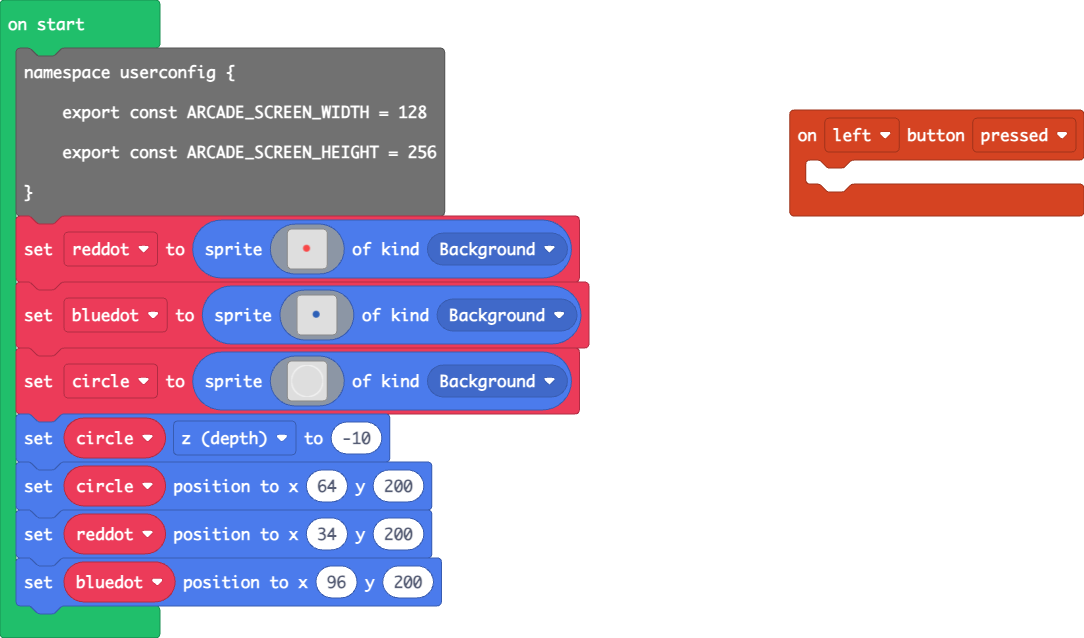 on start
namespace userconfig {
export const ARCADE_SCREEN_WIDTH = 128
export const ARCADE_SCREEN_HEIGHT = 256
}
set reddot to sprite of kind Background
set bluedot to sprite of kind Background
set circle to sprite of kind Background
set circle z (depth) to -10
set circle position to x 64 y 200
set reddot position to x 34 y 200
set bluedot position to x 96 y 200
on left button pressed